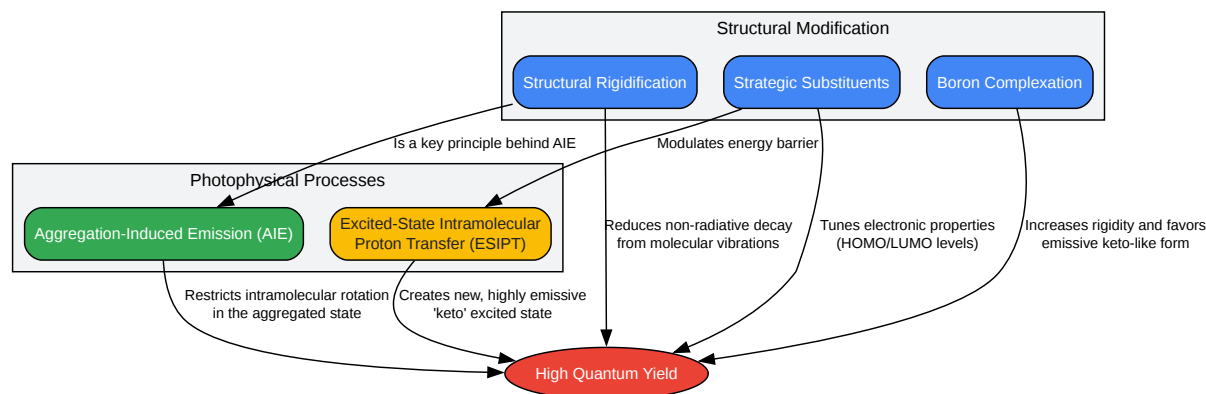 Structural Modification
Structural Rigidification
Strategic Substituents
Boron Complexation
Is a key principle behind AIE
Modulates energy barrier
Photophysical Processes
Aggregation-Induced Emission (AIE)
Excited-State Intramolecular
Proton Transfer (ESIPT)
Reduces non-radiative decay
from molecular vibrations
Tunes electronic properties
(HOMO/LUMO levels)
Increases rigidity and favors
emissive keto-like form
Restricts intramolecular rotation
in the aggregated state
Creates new, highly emissive
'keto' excited state
High Quantum Yield